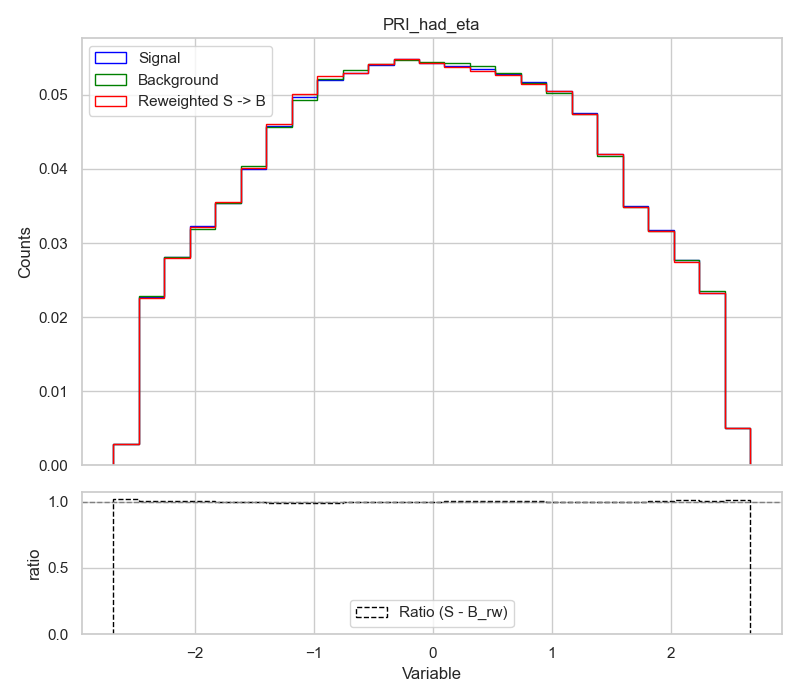 PRI_had_eta
Signal
Background
Reweighted S -> B
0.05
0.04
0.03
0.02
0.01
0.00
Counts
1.0
0.5
0.0
ratio
Ratio (S - B_rw)
−2
−1
0
1
2
Variable